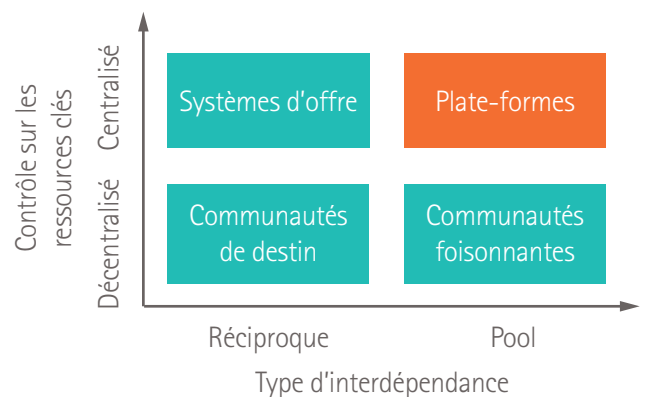 Contrôle sur les
ressources clés
Centralisé
Décentralisé
Systèmes d'offre
Plate-formes
Communautés
de destin
Communautés
foisonnantes
Réciproque
Pool
Type d'interdépendance